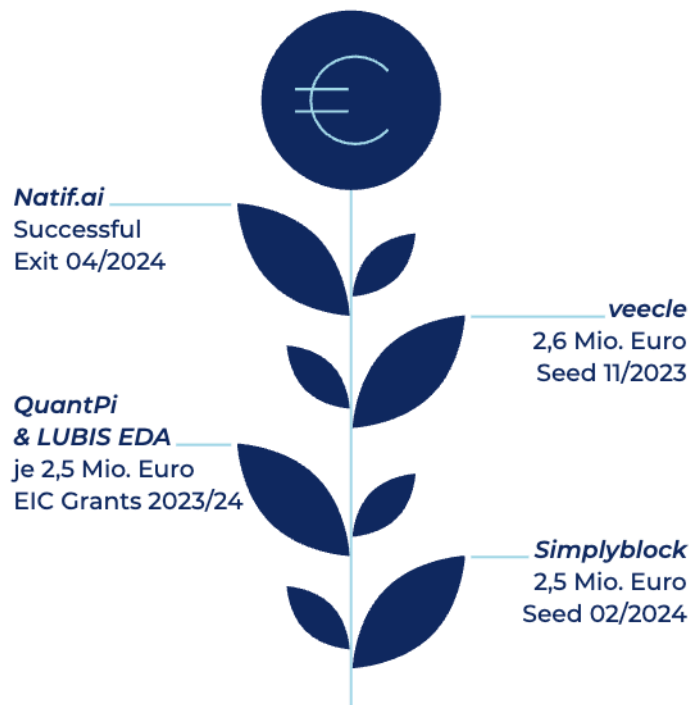 Natif.ai
Successful
Exit 04/2024
veecle
2,6 Mio. Euro
Seed 11/2023
QuantPi
& LUBIS EDA
je 2,5 Mio. Euro
EIC Grants 2023/24
Simplyblock
2,5 Mio. Euro
Seed 02/2024